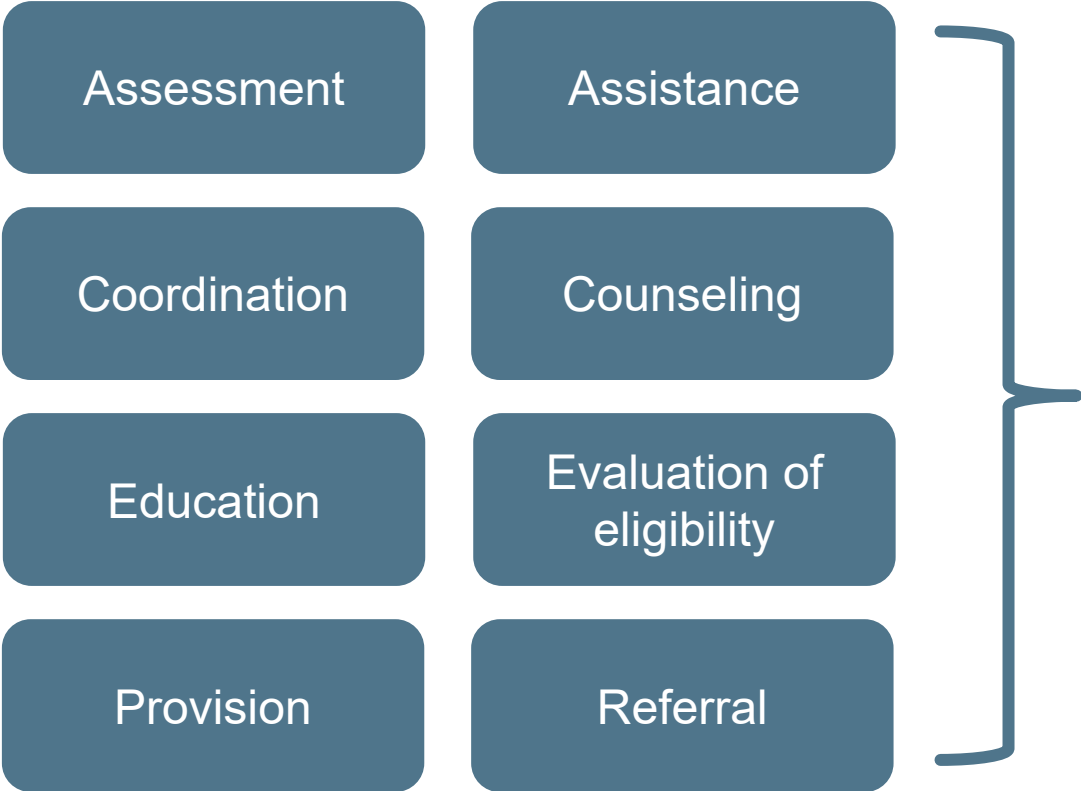 Assessment
Assistance
Coordination
Counseling
Education
Evaluation of
eligibility
Provision
Referral